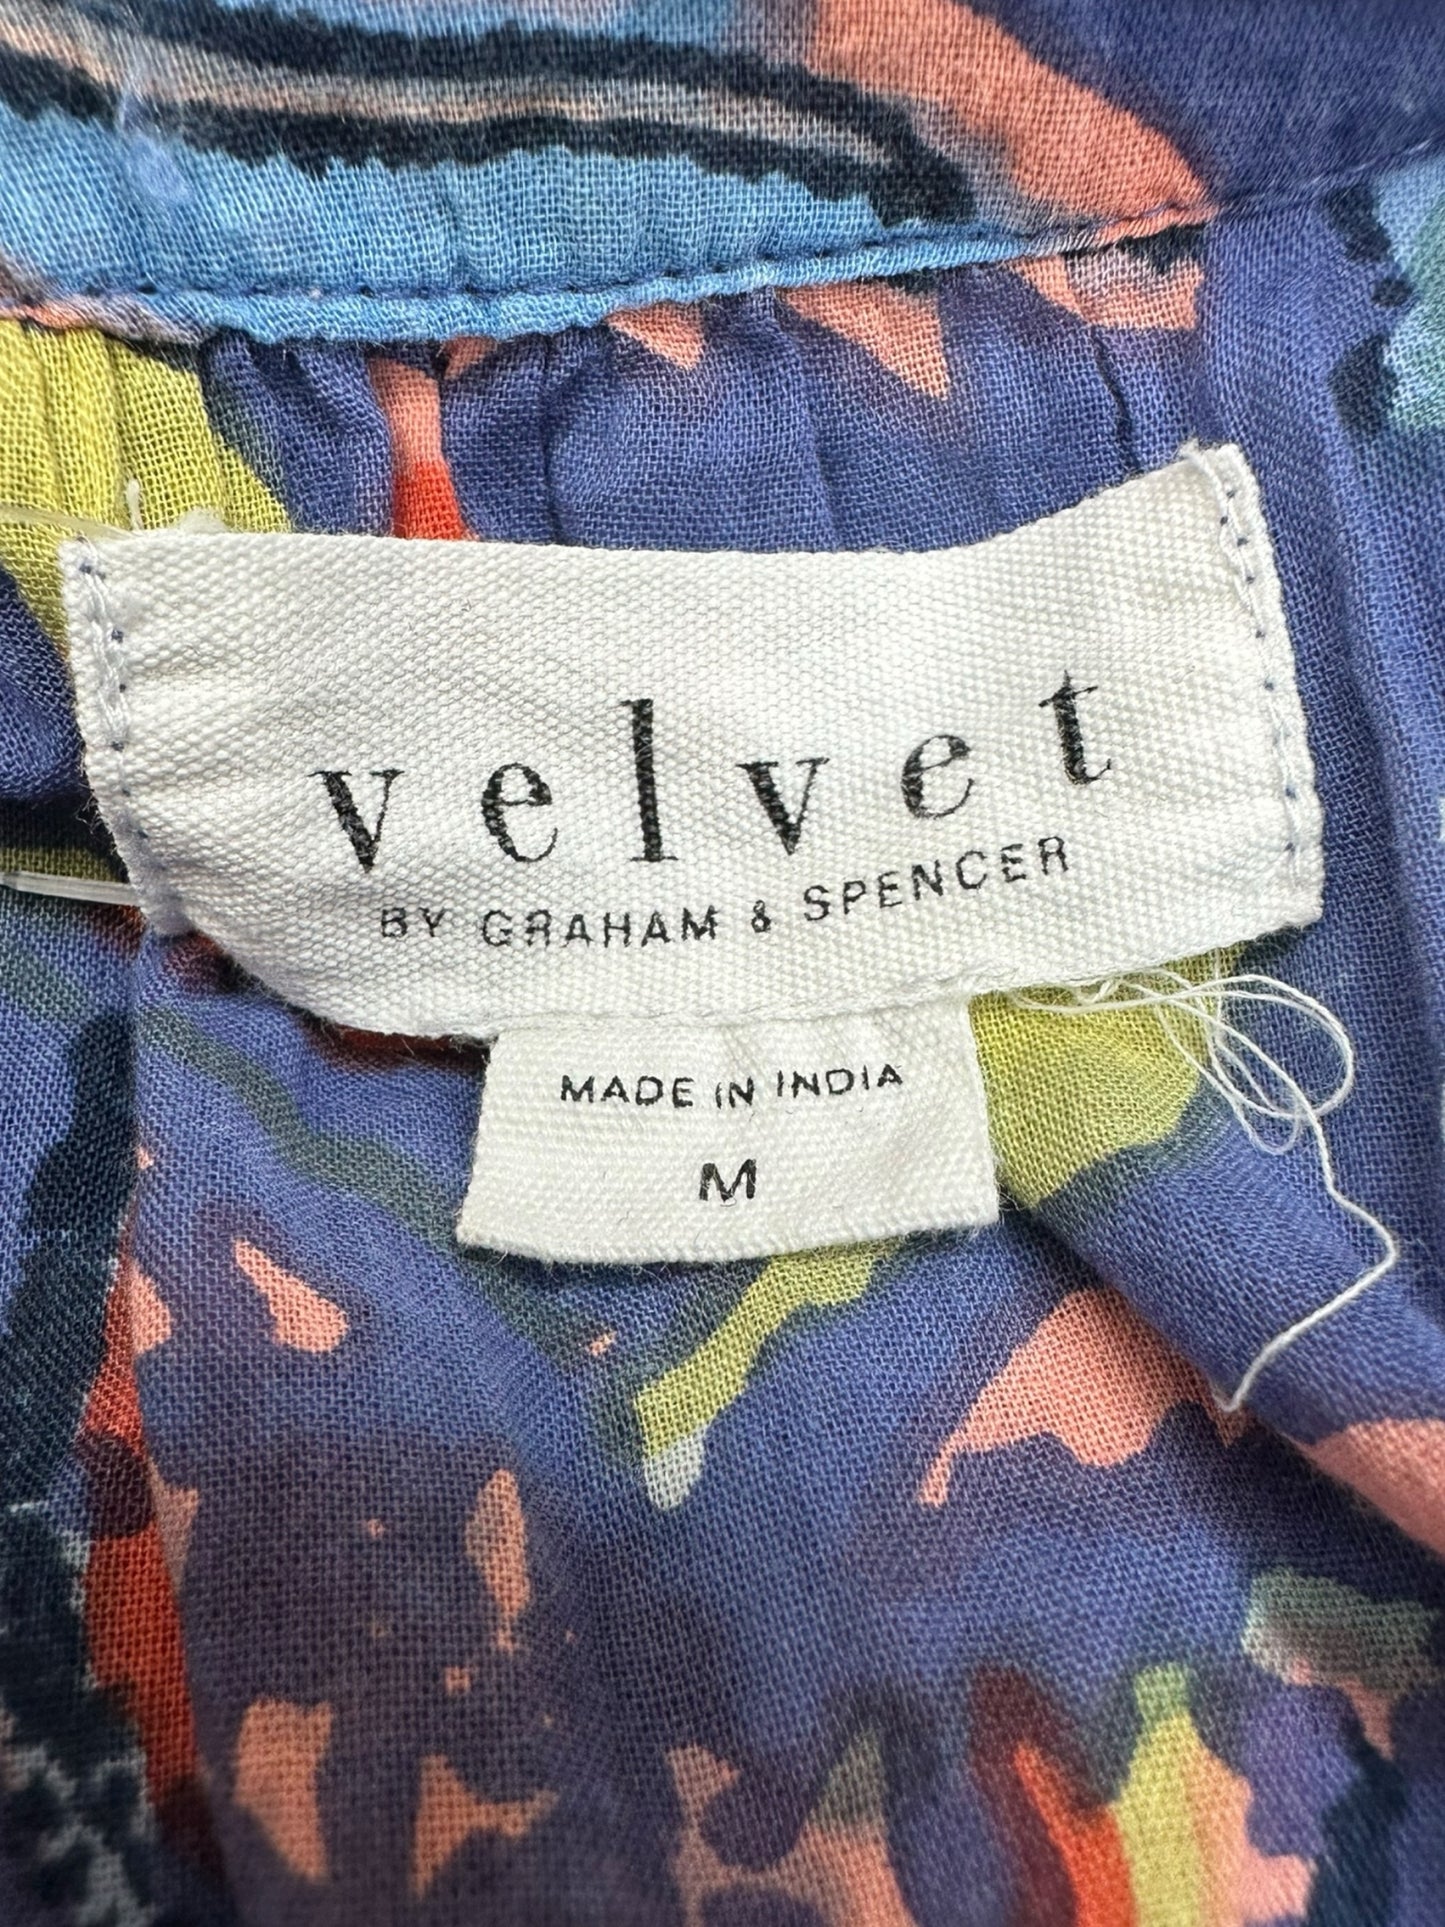 velvet
BY GRAHAM & SPENCER
MADE IN INDIA
M